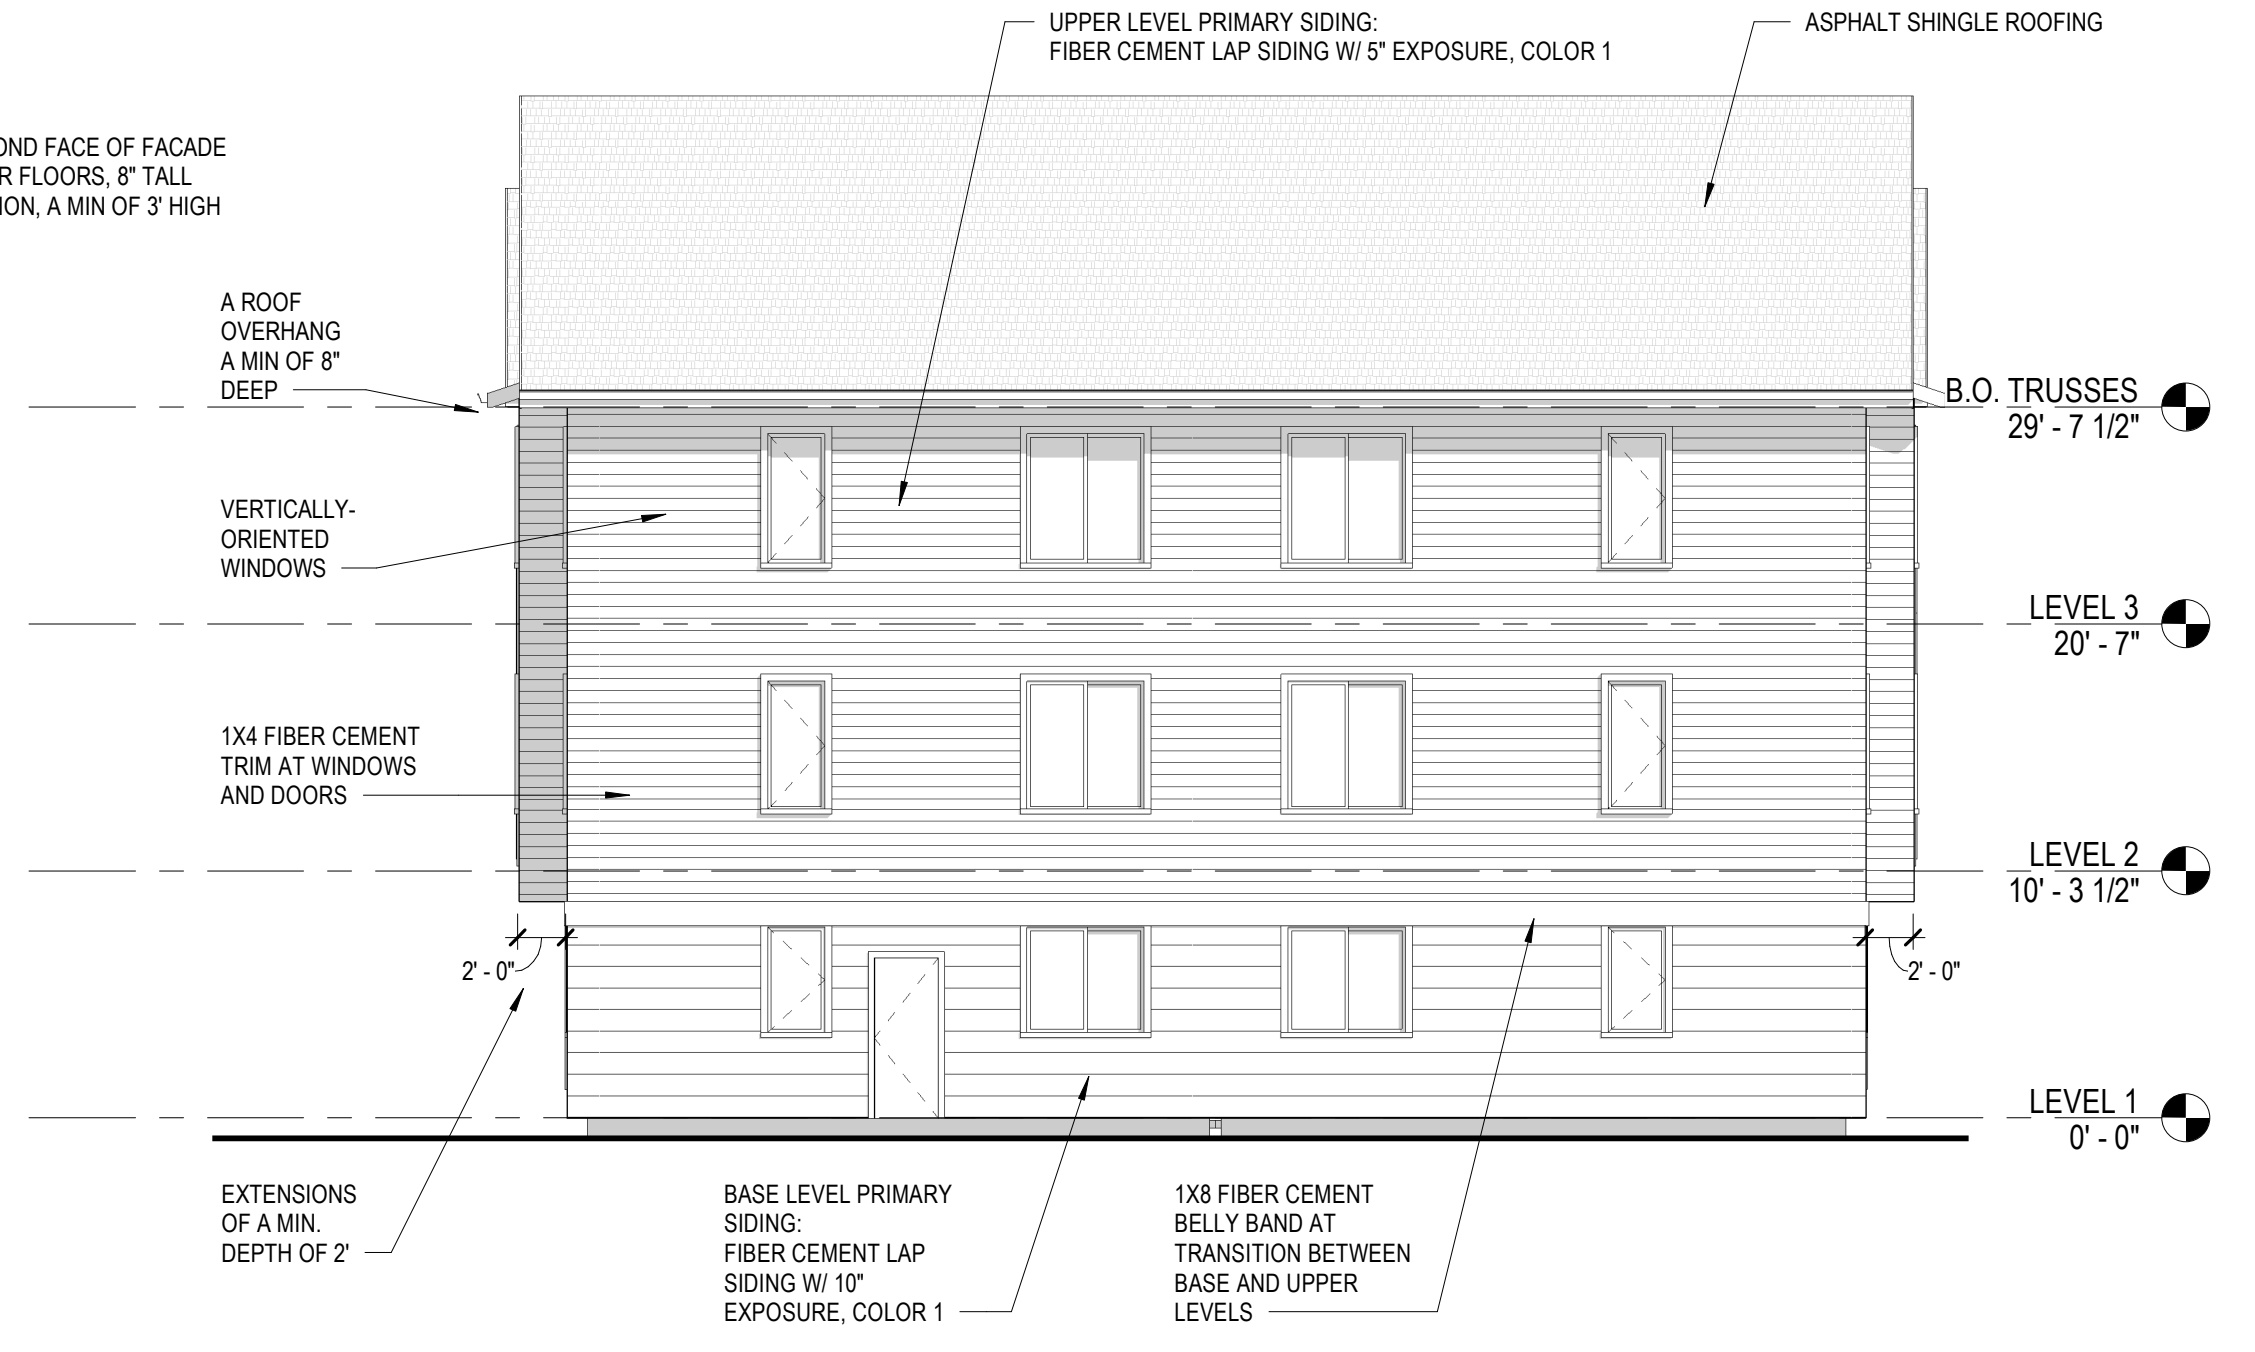 UPPER LEVEL PRIMARY SIDING:
FIBER CEMENT LAP SIDING W/ 5" EXPOSURE, COLOR 1
ASPHALT SHINGLE ROOFING
OND FACE OF FACADE
R FLOORS, 8" TALL
ION, A MIN OF 3' HIGH
A ROOF
OVERHANG
A MIN OF 8"
DEEP
B.O. TRUSSES
29' - 7 1/2"
VERTICALLY-
ORIENTED
WINDOWS
LEVEL 3
20' - 7"
1X4 FIBER CEMENT
TRIM AT WINDOWS
AND DOORS
LEVEL 2
10' - 3 1/2"
2' - 0"
2' - 0"
LEVEL 1
0' - 0"
EXTENSIONS
OF A MIN.
DEPTH OF 2'
BASE LEVEL PRIMARY
SIDING:
FIBER CEMENT LAP
SIDING W/ 10"
EXPOSURE, COLOR 1
1X8 FIBER CEMENT
BELLY BAND AT
TRANSITION BETWEEN
BASE AND UPPER
LEVELS